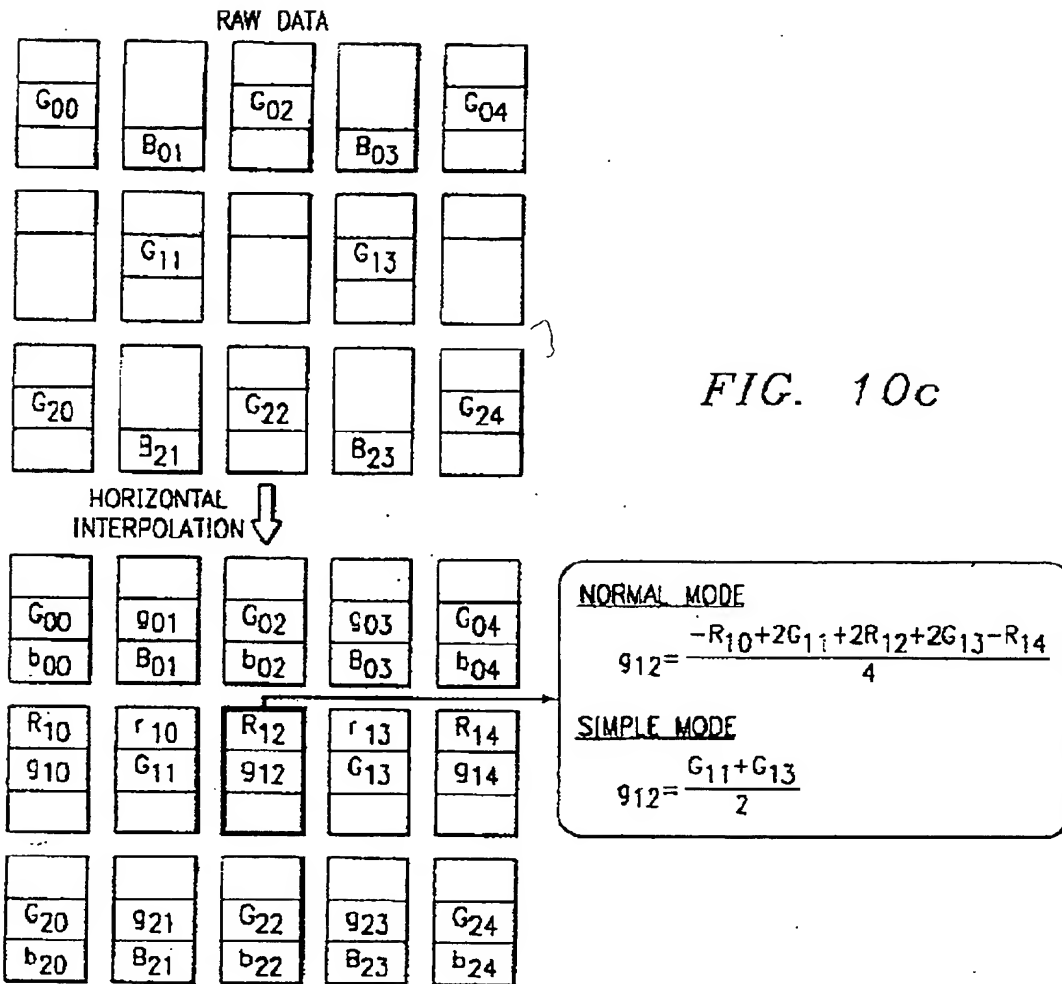 RAW DATA
G00 G02 G04
B01 B03
G11 G13
G20 G22 G24
B21 B23
FIG. 10c
HORIZONTAL
INTERPOLATION
G00 g01 G02 g03 G04
b00 B01 b02 B03 b04
R10 r10 R12 r13 R14
g10 G11 g12 G13 g14
G20 g21 G22 g23 G24
b20 B21 b22 B23 b24
NORMAL MODE
g12=
-R10+2G11+2R12+2G13-R14
4
SIMPLE MODE
g12=
G11+G13
2